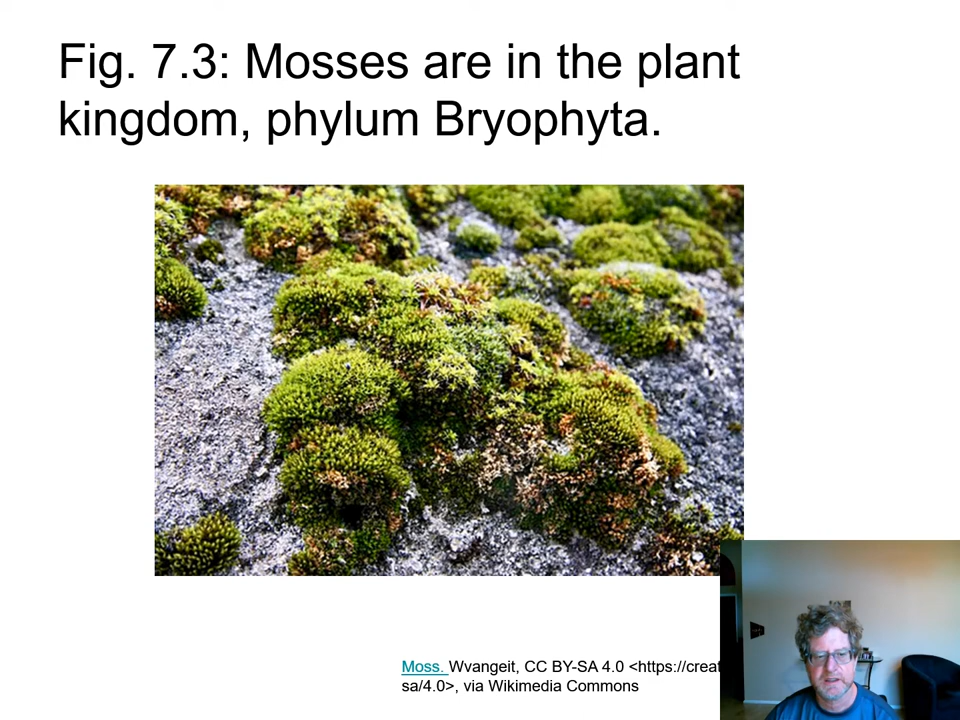 Fig. 7.3: Mosses are in the plant
kingdom, phylum Bryophyta.
Moss. Wvangeit, CC BY-SA 4.0 <https://creat
sa/4.0>, via Wikimedia Commons